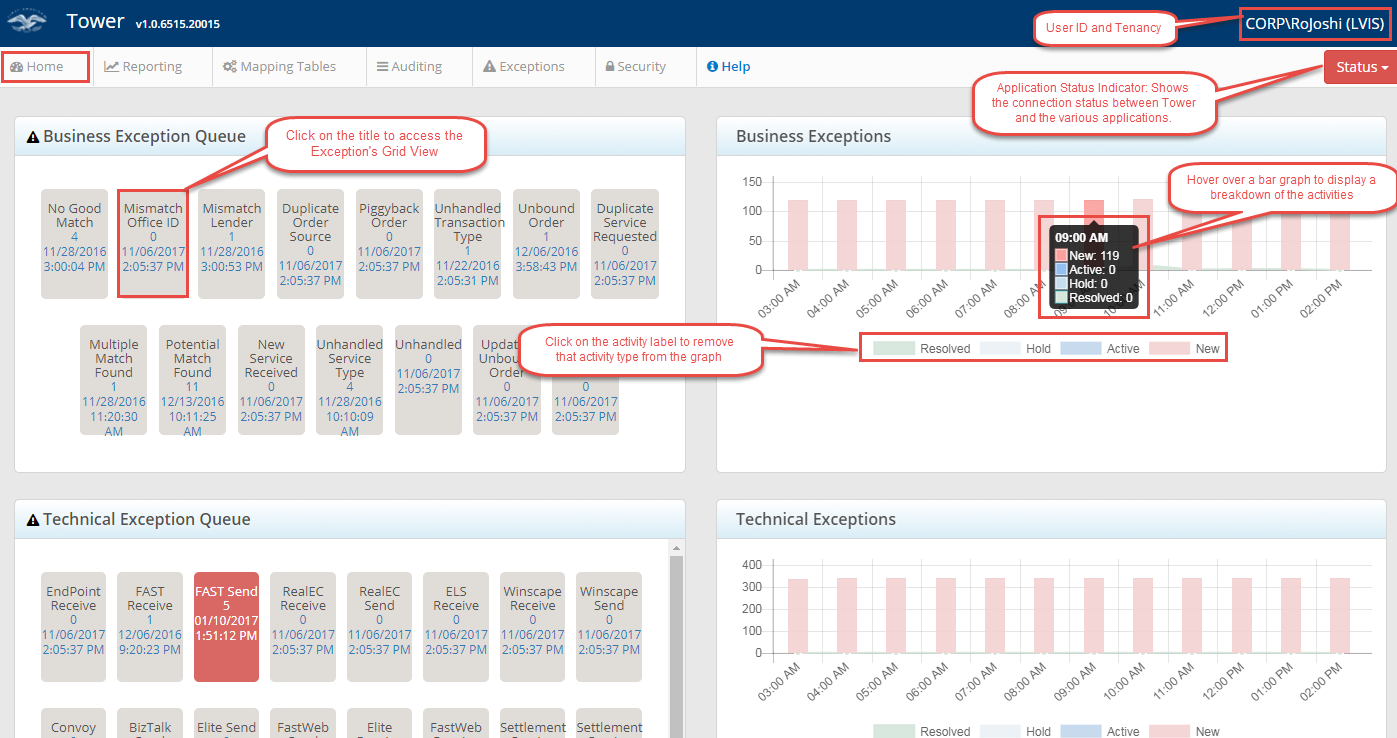 Tower v1.0.6515.20015
User ID and Tenancy
CORP\RoJoshi (LVIS)
Home
Reporting
Mapping Tables
Auditing
Exceptions
Security
Help
Status
Application Status Indicator: Shows
the connection status between Tower
and the various applications.
Business Exception Queue
Click on the title to access the
Exception's Grid View
No Good
Match
4
11/28/2016
3:00:04 PM
Mismatch
Office ID
0
11/06/2017
2:05:37 PM
Mismatch
Lender
1
11/28/2016
3:00:53 PM
Duplicate
Order
Source
0
11/06/2017
2:05:37 PM
Piggyback
Order
0
11/06/2017
2:05:37 PM
Unhandled
Transaction
Type
1
11/22/2016
2:05:31 PM
Unbound
Order
1
12/06/2016
3:58:43 PM
Duplicate
Service
Requested
0
11/06/2017
2:05:37 PM
Multiple
Match
Found
1
11/28/2016
11:20:30
AM
Potential
Match
Found
11
12/13/2016
10:11:25
AM
New
Service
Received
0
11/06/2017
2:05:37 PM
Unhandled
Service
Type
4
11/28/2016
10:10:09
AM
Unhandled
0
11/06/2017
2:05:37 PM
Order
0
11/06/2017
2:05:37 PM
0
11/06/2017
2:05:37 PM
Business Exceptions
Hover over a bar graph to display a
breakdown of the activities
150
100
50
0
09:00 AM
New: 119
Active: 0
Hold: 0
Resolved: 0
03:00 AM
04:00 AM
05:00 AM
06:00 AM
07:00 AM
08:00 AM
11:00 AM
12:00 PM
01:00 PM
02:00 PM
Click on the activity label to remove
that activity type from the graph
Resolved
Hold
Active
New
Technical Exception Queue
EndPoint
Receive
0
11/06/2017
2:05:37 PM
FAST
Receive
1
12/06/2016
9:20:23 PM
FAST Send
5
01/10/2017
1:51:12 PM
RealEC
Receive
0
11/06/2017
2:05:37 PM
RealEC
Send
0
11/06/2017
2:05:37 PM
ELS
Receive
0
11/06/2017
2:05:37 PM
Winscape
Receive
0
11/06/2017
2:05:37 PM
Winscape
Send
0
11/06/2017
2:05:37 PM
Convoy
BizTalk
Elite Send
FastWeb
Elite
FastWeb
Settlement
Settlement
Technical Exceptions
400
300
200
100
0
03:00 AM
04:00 AM
05:00 AM
06:00 AM
07:00 AM
08:00 AM
09:00 AM
10:00 AM
11:00 AM
12:00 PM
01:00 PM
02:00 PM
Resolved
Hold
Active
New